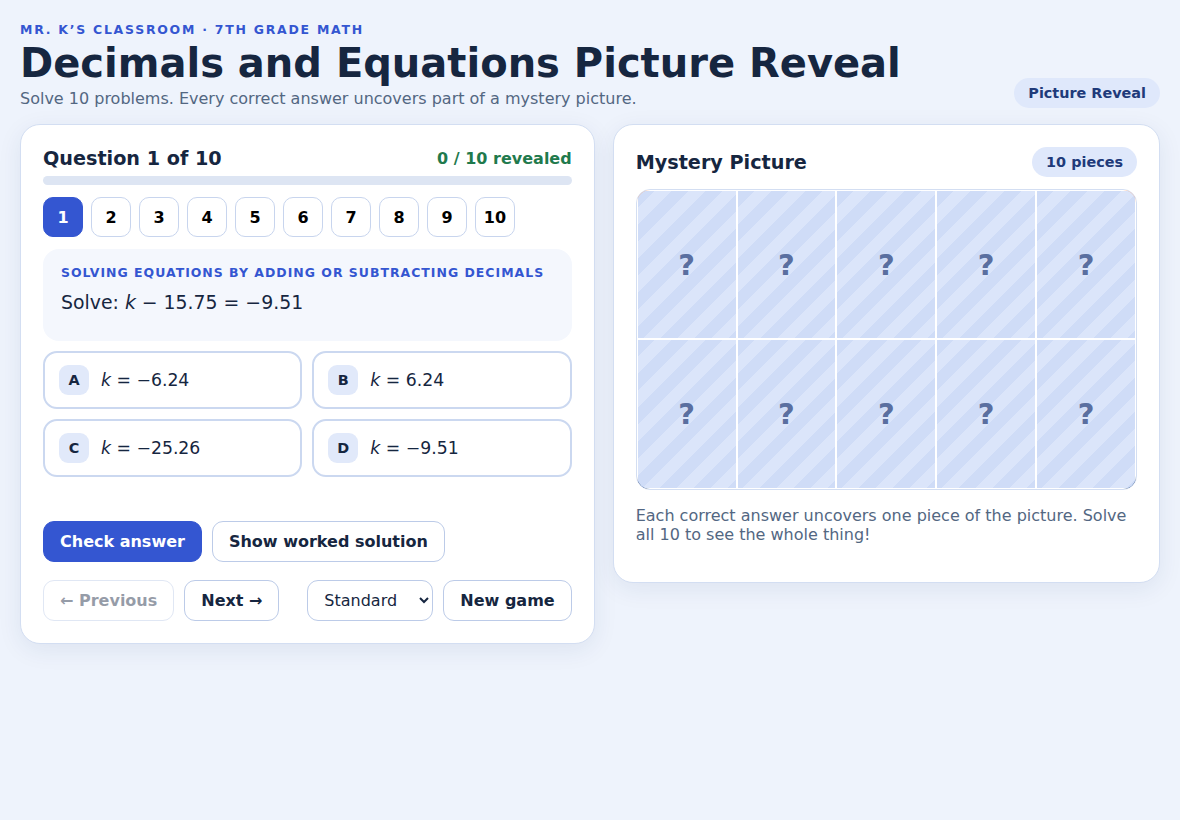 MR. K’S CLASSROOM · 7TH GRADE MATH
Decimals and Equations Picture Reveal
Solve 10 problems. Every correct answer uncovers part of a mystery picture.
Picture Reveal
Question 1 of 10
0 / 10 revealed
1 2 3 4 5 6 7 8 9 10
SOLVING EQUATIONS BY ADDING OR SUBTRACTING DECIMALS
Solve: k − 15.75 = −9.51
A k = −6.24
B k = 6.24
C k = −25.26
D k = −9.51
Check answer
Show worked solution
← Previous
Next →
Standard
New game
Mystery Picture
10 pieces
? ? ? ? ?
? ? ? ? ?
Each correct answer uncovers one piece of the picture. Solve
all 10 to see the whole thing!